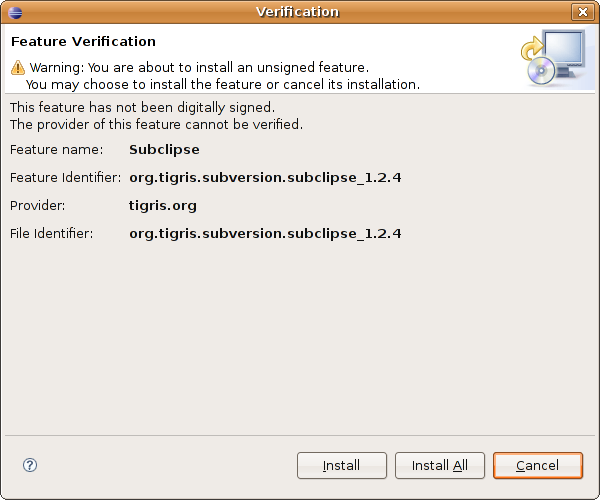 Verification
Feature Verification
Warning: You are about to install an unsigned feature.
You may choose to install the feature or cancel its installation.
This feature has not been digitally signed.
The provider of this feature cannot be verified.
Feature name: Subclipse
Feature Identifier: org.tigris.subversion.subclipse_1.2.4
Provider: tigris.org
File Identifier: org.tigris.subversion.subclipse_1.2.4
? Install Install All Cancel